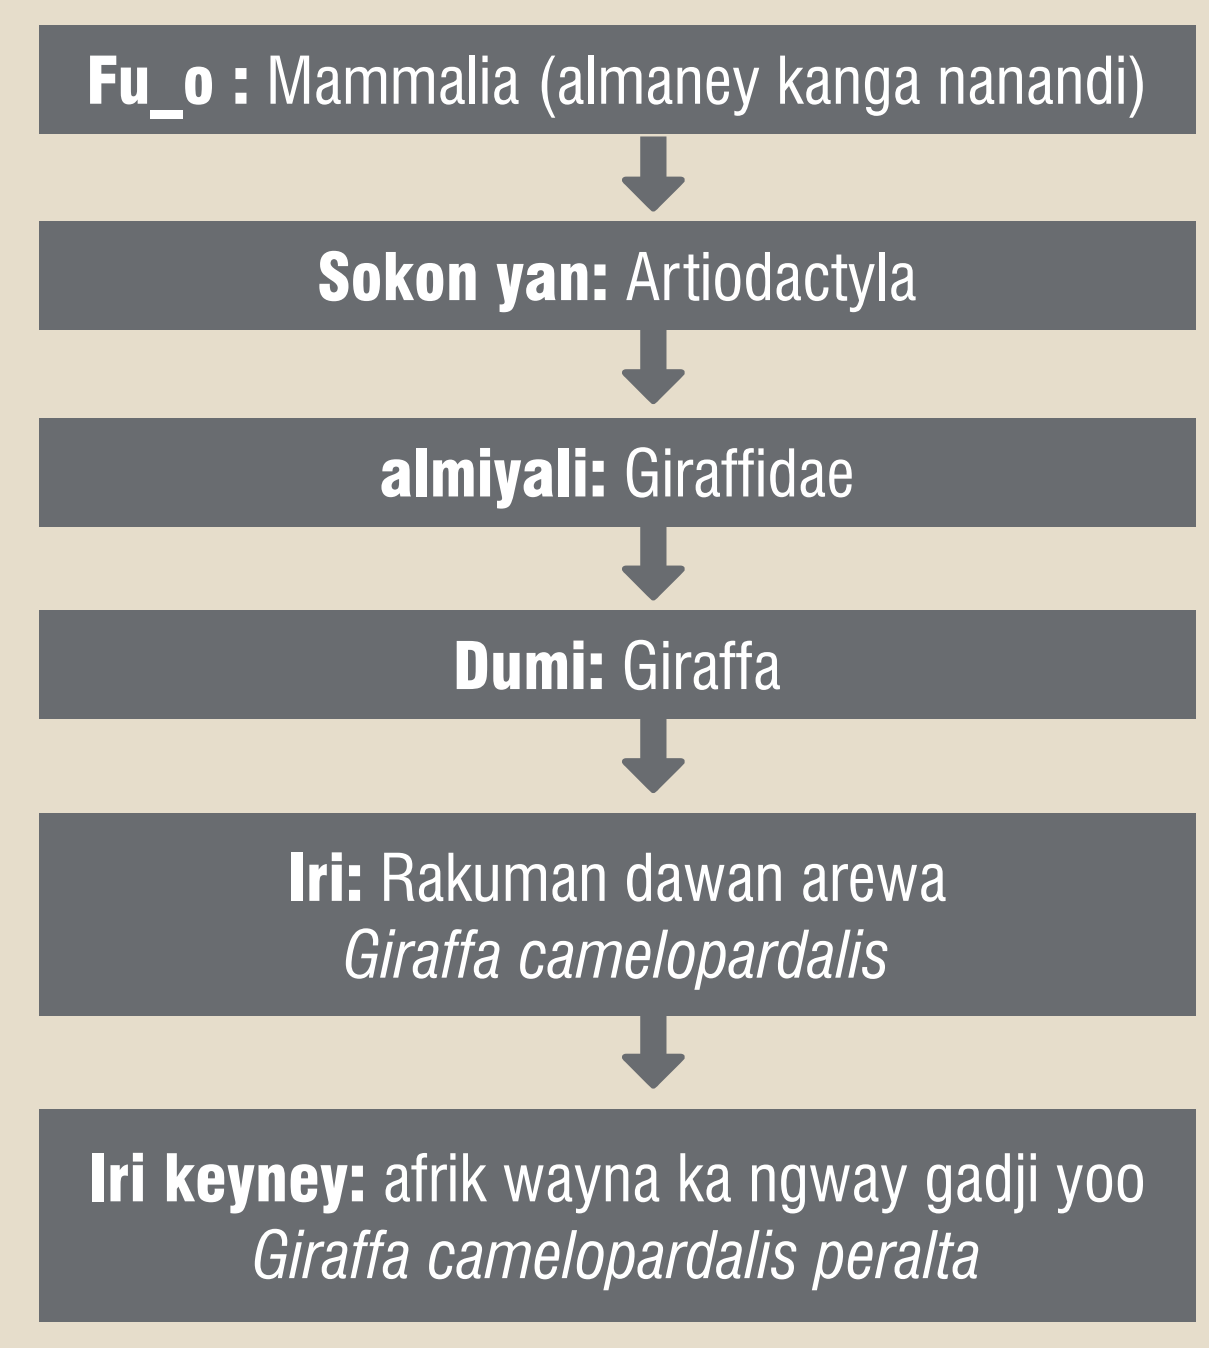 Fu_o : Mammalia (almaney kanga nanandi)
Sokon yan: Artiodactyla
almiyali: Giraffidae
Dumi: Giraffa
Iri: Rakuman dawan arewa
Giraffa camelopardalis
Iri keyney: afrik wayna ka ngway gadji yoo
Giraffa camelopardalis peralta